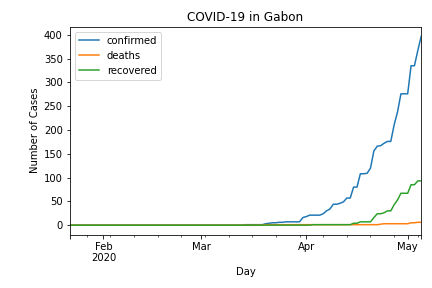 COVID-19 in Gabon
confirmed
deaths
recovered
Number of Cases
400
350
300
250
200
150
100
50
0
Feb
2020
Mar
Apr
May
Day